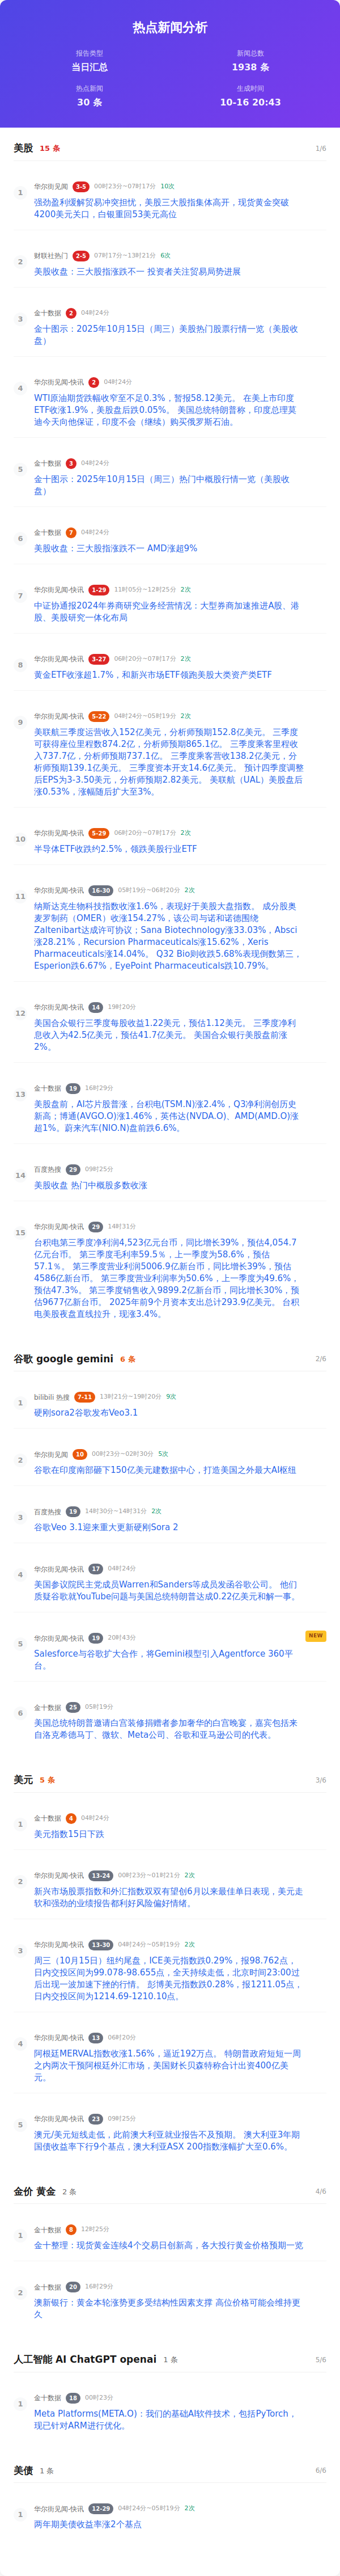 热点新闻分析
报告类型
当日汇总
新闻总数
1938 条
热点新闻
30 条
生成时间
10-16 20:43
美股 15 条 1/6
1
华尔街见闻 3-5 00时23分~07时17分 10次
强劲盈利缓解贸易冲突担忧，美股三大股指集体高开，现货黄金突破
4200美元关口，白银重回53美元高位
2
财联社热门 2-5 07时17分~13时21分 6次
美股收盘：三大股指涨跌不一 投资者关注贸易局势进展
3
金十数据 2 04时24分
金十图示：2025年10月15日（周三）美股热门股票行情一览（美股收
盘）
4
华尔街见闻-快讯 2 04时24分
WTI原油期货跌幅收窄至不足0.3%，暂报58.12美元。 在美上市印度
ETF收涨1.9%，美股盘后跌0.05%。 美国总统特朗普称，印度总理莫
迪今天向他保证，印度不会（继续）购买俄罗斯石油。
5
金十数据 3 04时24分
金十图示：2025年10月15日（周三）热门中概股行情一览（美股收
盘）
6
金十数据 7 04时24分
美股收盘：三大股指涨跌不一 AMD涨超9%
7
华尔街见闻-快讯 1-29 11时05分~12时25分 2次
中证协通报2024年券商研究业务经营情况：大型券商加速推进A股、港
股、美股研究一体化布局
8
华尔街见闻-快讯 3-27 06时20分~07时17分 2次
黄金ETF收涨超1.7%，和新兴市场ETF领跑美股大类资产类ETF
9
华尔街见闻-快讯 5-22 04时24分~05时19分 2次
美联航三季度运营收入152亿美元，分析师预期152.8亿美元。 三季度
可获得座位里程数874.2亿，分析师预期865.1亿。 三季度乘客里程收
入737.7亿，分析师预期737.1亿。 三季度乘客营收138.2亿美元，分
析师预期139.1亿美元。 三季度资本开支14.6亿美元。 预计四季度调整
后EPS为3-3.50美元，分析师预期2.82美元。 美联航（UAL）美股盘后
涨0.53%，涨幅随后扩大至3%。
10
华尔街见闻-快讯 5-29 06时20分~07时17分 2次
半导体ETF收跌约2.5%，领跌美股行业ETF
11
华尔街见闻-快讯 16-30 05时19分~06时20分 2次
纳斯达克生物科技指数收涨1.6%，表现好于美股大盘指数。 成分股奥
麦罗制药（OMER）收涨154.27%，该公司与诺和诺德围绕
Zaltenibart达成许可协议；Sana Biotechnology涨33.03%，Absci
涨28.21%，Recursion Pharmaceuticals涨15.62%，Xeris
Pharmaceuticals涨14.04%。 Q32 Bio则收跌5.68%表现倒数第三，
Esperion跌6.67%，EyePoint Pharmaceuticals跌10.79%。
12
华尔街见闻-快讯 14 19时20分
美国合众银行三季度每股收益1.22美元，预估1.12美元。 三季度净利
息收入为42.5亿美元，预估41.7亿美元。 美国合众银行美股盘前涨
2%。
13
金十数据 19 16时29分
美股盘前，AI芯片股普涨，台积电(TSM.N)涨2.4%，Q3净利润创历史
新高；博通(AVGO.O)涨1.46%，英伟达(NVDA.O)、AMD(AMD.O)涨
超1%。蔚来汽车(NIO.N)盘前跌6.6%。
14
百度热搜 29 09时25分
美股收盘 热门中概股多数收涨
15
华尔街见闻-快讯 29 14时31分
台积电第三季度净利润4,523亿元台币，同比增长39%，预估4,054.7
亿元台币。 第三季度毛利率59.5％，上一季度为58.6%，预估
57.1％。 第三季度营业利润5006.9亿新台币，同比增长39%，预估
4586亿新台币。 第三季度营业利润率为50.6%，上一季度为49.6%，
预估47.3%。 第三季度销售收入9899.2亿新台币，同比增长30%，预
估9677亿新台币。 2025年前9个月资本支出总计293.9亿美元。 台积
电美股夜盘直线拉升，现涨3.4%。
谷歌 google gemini 6 条 2/6
1
bilibili 热搜 7-11 13时21分~19时20分 9次
硬刚sora2谷歌发布Veo3.1
2
华尔街见闻 10 00时23分~02时30分 5次
谷歌在印度南部砸下150亿美元建数据中心，打造美国之外最大AI枢纽
3
百度热搜 19 14时30分~14时31分 2次
谷歌Veo 3.1迎来重大更新硬刚Sora 2
4
华尔街见闻-快讯 17 04时24分
美国参议院民主党成员Warren和Sanders等成员发函谷歌公司。 他们
质疑谷歌就YouTube问题与美国总统特朗普达成0.22亿美元和解一事。
5
华尔街见闻-快讯 19 20时43分 NEW
Salesforce与谷歌扩大合作，将Gemini模型引入Agentforce 360平
台。
6
金十数据 25 05时19分
美国总统特朗普邀请白宫装修捐赠者参加奢华的白宫晚宴，嘉宾包括来
自洛克希德马丁、微软、Meta公司、谷歌和亚马逊公司的代表。
美元 5 条 3/6
1
金十数据 4 04时24分
美元指数15日下跌
2
华尔街见闻-快讯 13-24 00时23分~01时21分 2次
新兴市场股票指数和外汇指数双双有望创6月以来最佳单日表现，美元走
软和强劲的业绩报告都利好风险偏好情绪。
3
华尔街见闻-快讯 13-30 04时24分~05时19分 2次
周三（10月15日）纽约尾盘，ICE美元指数跌0.29%，报98.762点，
日内交投区间为99.078-98.655点，全天持续走低，北京时间23:00过
后出现一波加速下挫的行情。 彭博美元指数跌0.28%，报1211.05点，
日内交投区间为1214.69-1210.10点。
4
华尔街见闻-快讯 13 06时20分
阿根廷MERVAL指数收涨1.56%，逼近192万点。 特朗普政府短短一周
之内两次干预阿根廷外汇市场，美国财长贝森特称合计出资400亿美
元。
5
华尔街见闻-快讯 23 09时25分
澳元/美元短线走低，此前澳大利亚就业报告不及预期。 澳大利亚3年期
国债收益率下行9个基点，澳大利亚ASX 200指数涨幅扩大至0.6%。
金价 黄金 2 条 4/6
1
金十数据 8 12时25分
金十整理：现货黄金连续4个交易日创新高，各大投行黄金价格预期一览
2
金十数据 20 16时29分
澳新银行：黄金本轮涨势更多受结构性因素支撑 高位价格可能会维持更
久
人工智能 AI ChatGPT openai 1 条 5/6
1
金十数据 18 00时23分
Meta Platforms(META.O)：我们的基础AI软件技术，包括PyTorch，
现已针对ARM进行优化。
美债 1 条 6/6
1
华尔街见闻-快讯 12-29 04时24分~05时19分 2次
两年期美债收益率涨2个基点